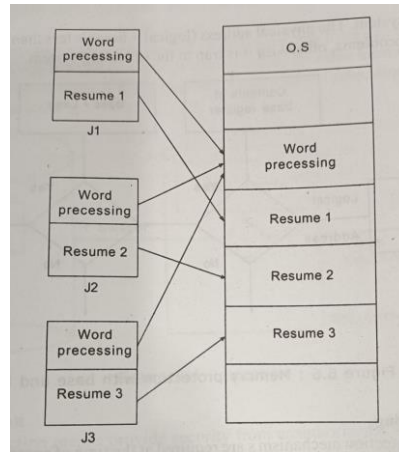 Word
precessing
Resume 1
J1
Word
precessing
Resume 2
J2
Word
precessing
Resume 3
J3
O.S
Word
precessing
Resume 1
Resume 2
Resume 3